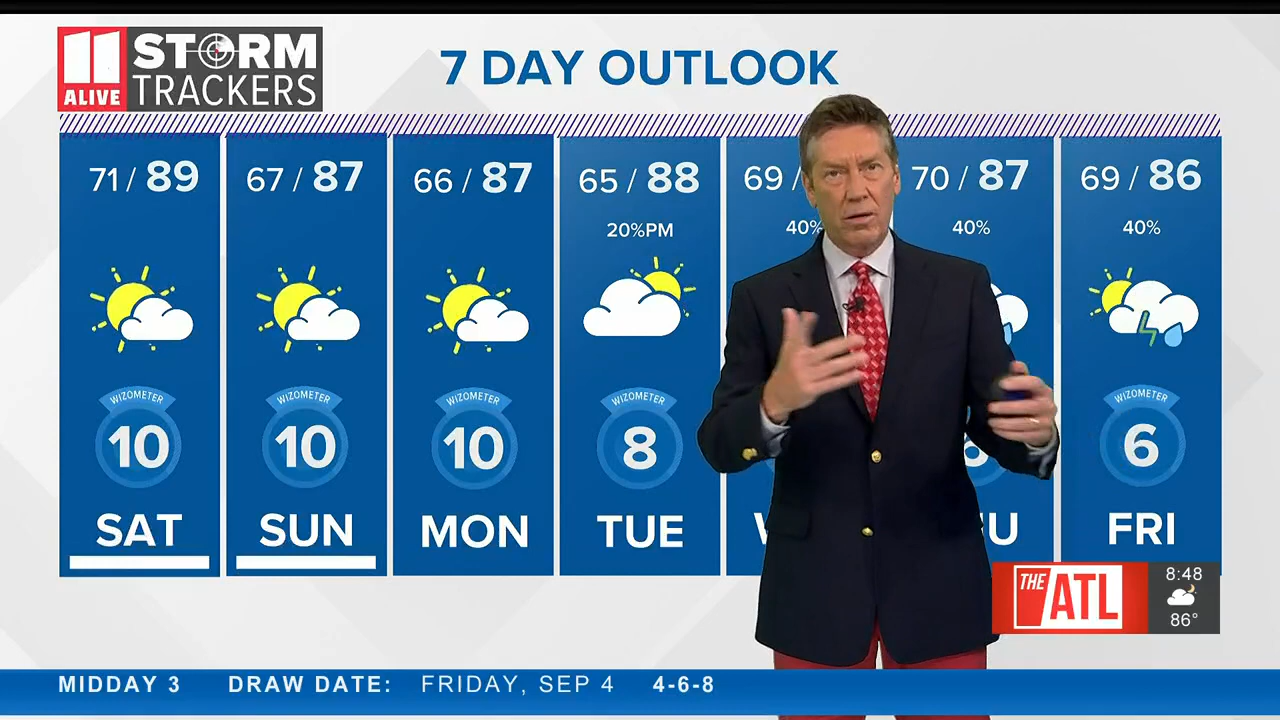 11 ALIVE STORM TRACKERS
7 DAY OUTLOOK
71 / 89
67 / 87
66 / 87
65 / 88
69 /
70 / 87
69 / 86
20%PM
40%
40%
40%
WIZOMETER
WIZOMETER
WIZOMETER
WIZOMETER
WIZOMETER
10
10
10
8
6
SAT
SUN
MON
TUE
FRI
THE ATL
8:48
86°
MIDDAY 3 DRAW DATE: FRIDAY, SEP 4 4-6-8